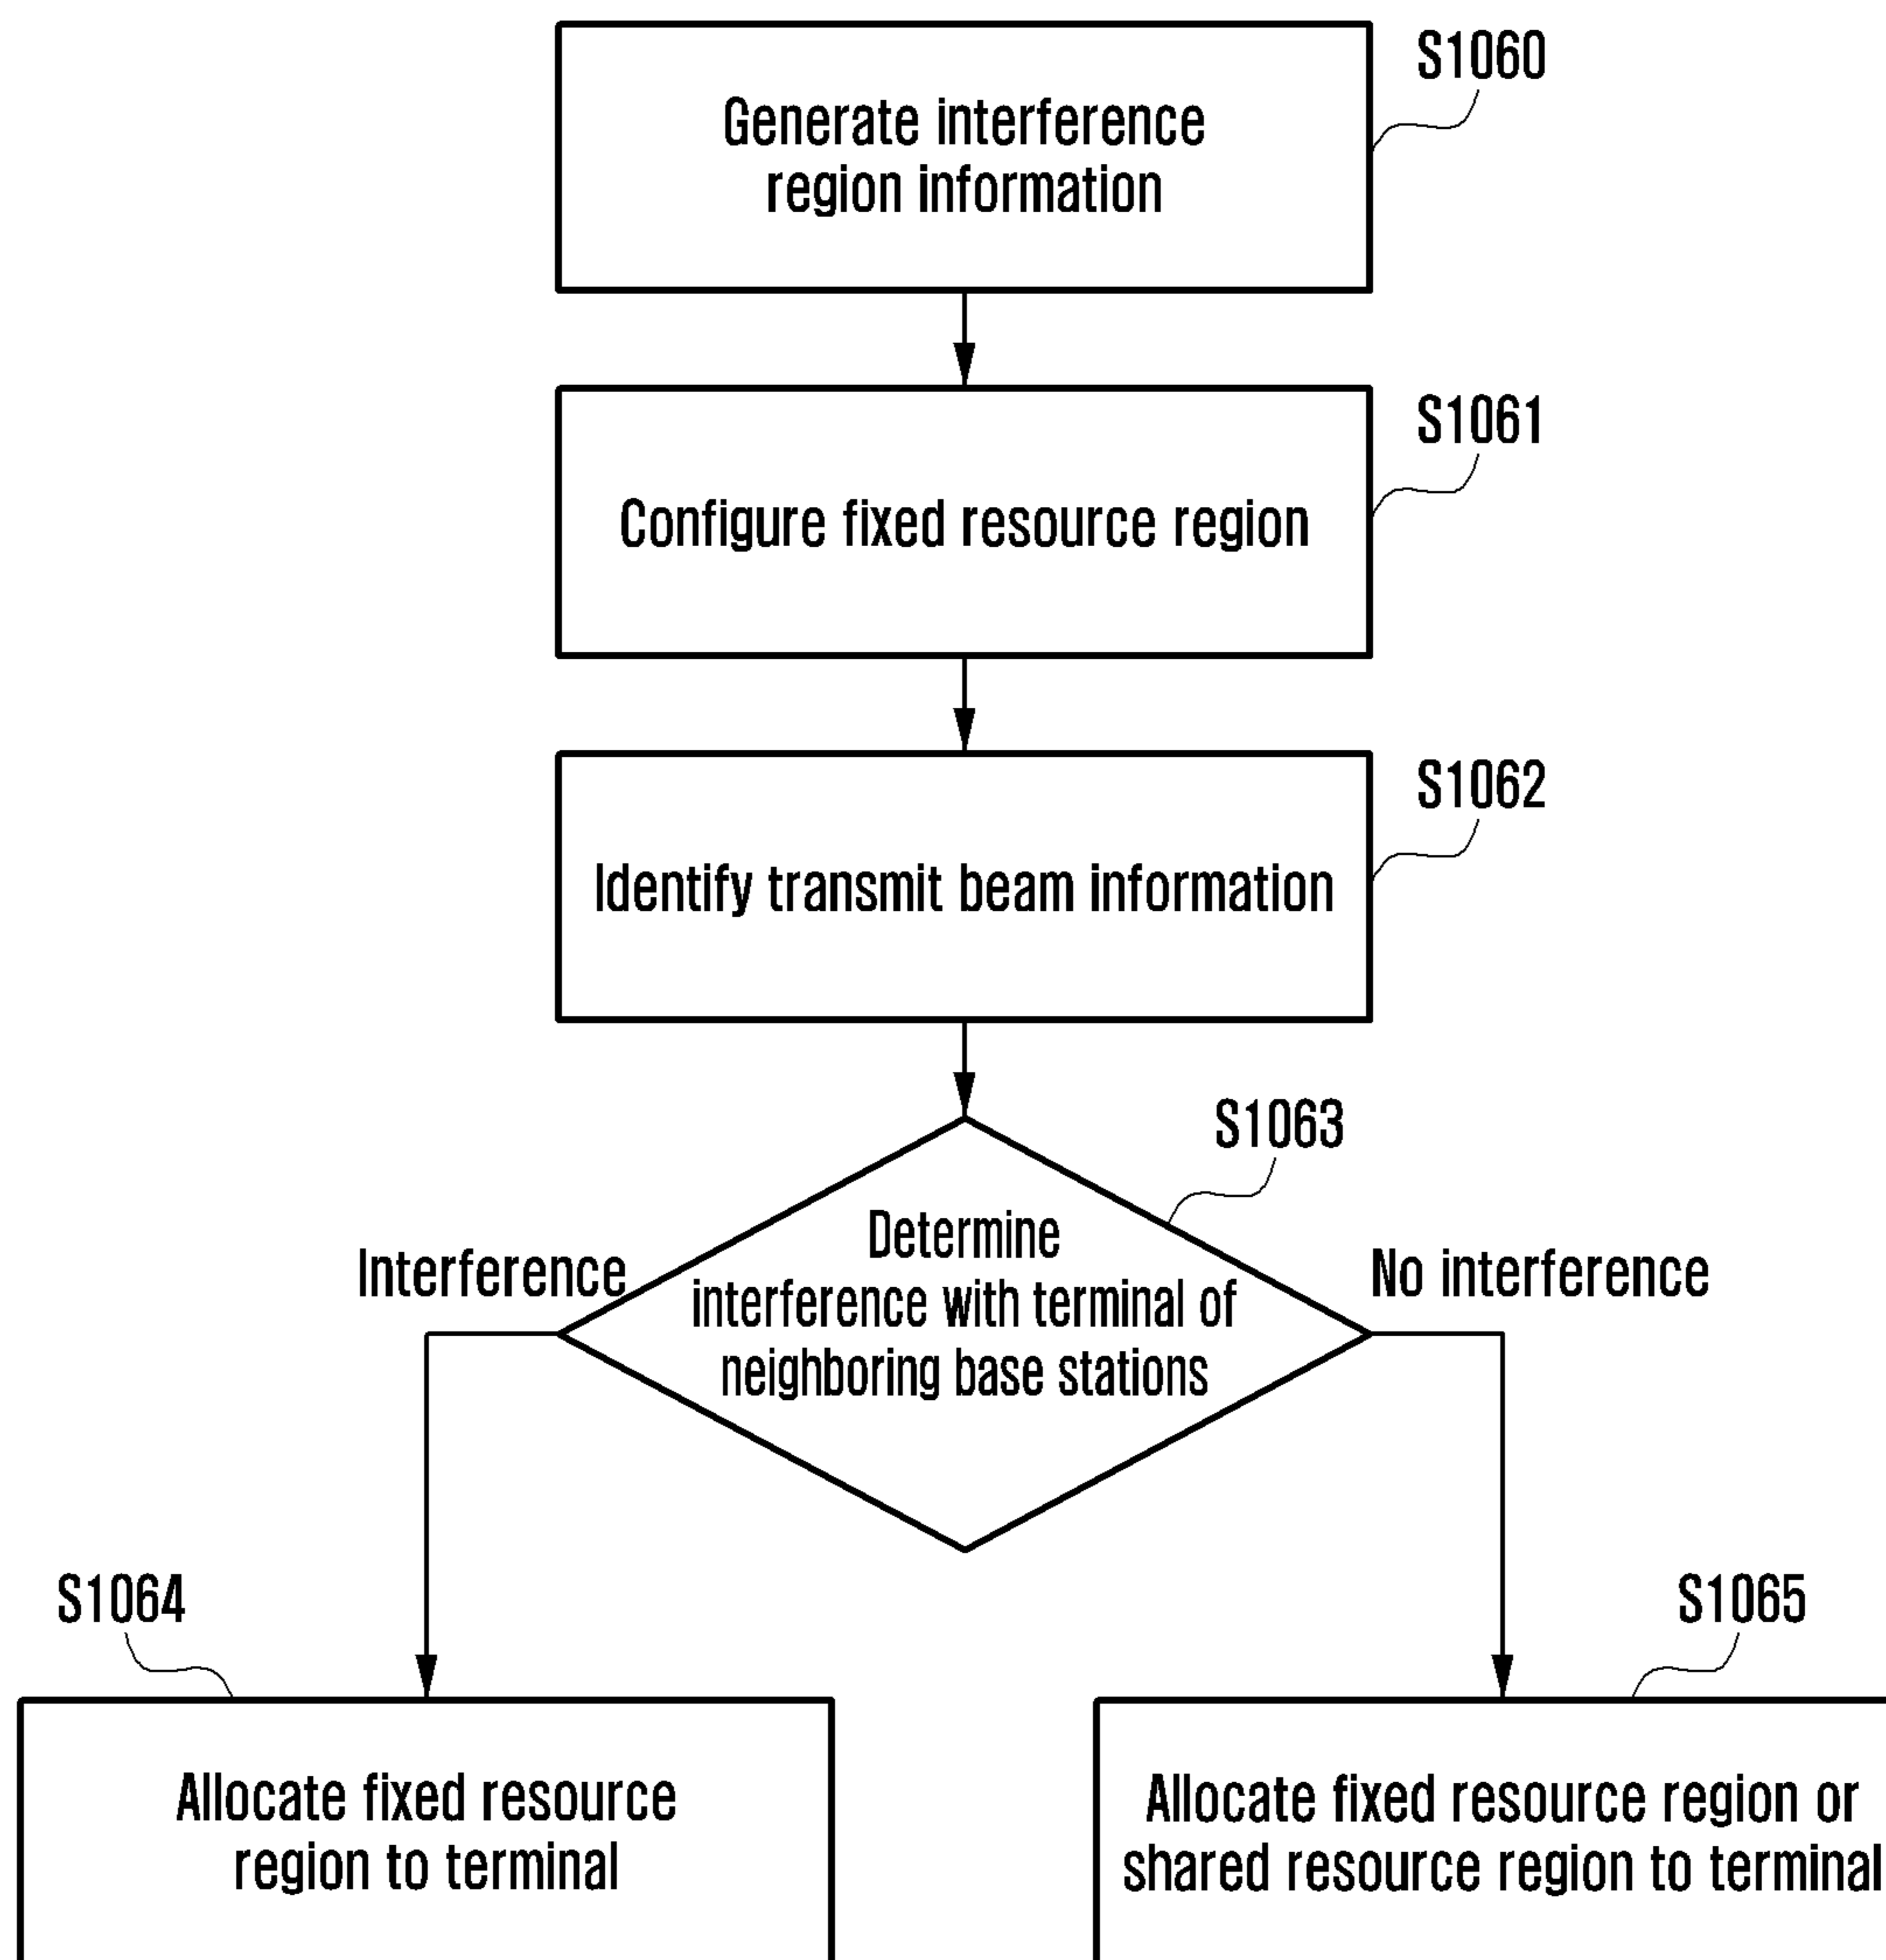 S1060
Generate interference
region information
S1061
Configure fixed resource region
S1062
Identify transmit beam information
S1063
Determine
interference with terminal of
neighboring base stations
Interference
No interference
S1064
S1065
Allocate fixed resource
region to terminal
Allocate fixed resource region or
shared resource region to terminal